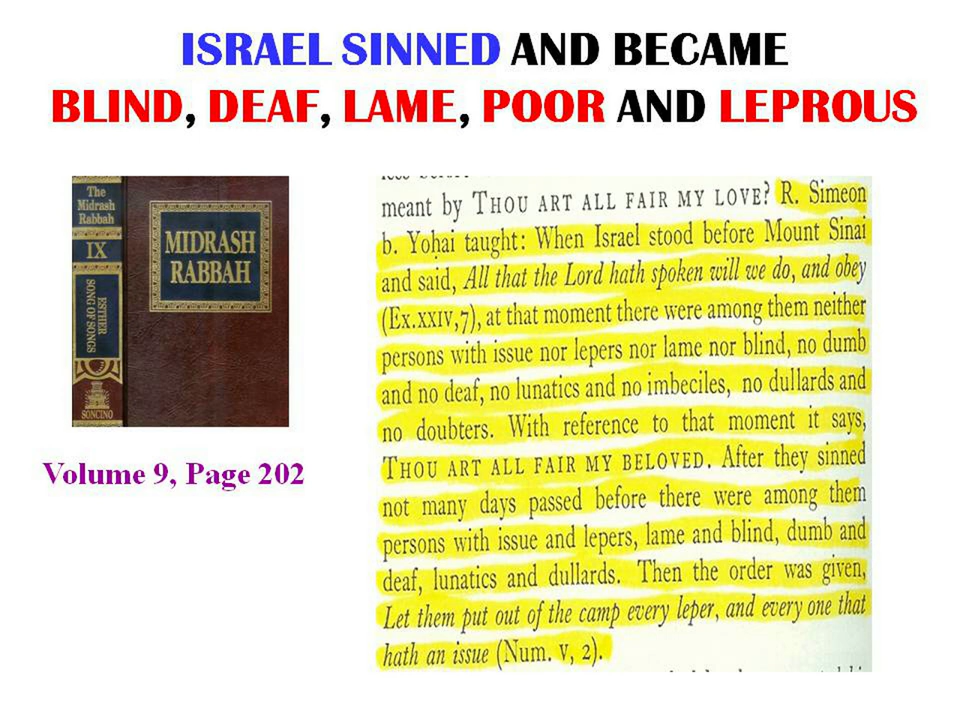 ISRAEL SINNED AND BECAME
BLIND, DEAF, LAME, POOR AND LEPROUS
The
Midrash
Rabbah
IX
ESTHER
SONG OF SONGS
SONCINO
MIDRASH
RABBAH
Volume 9, Page 202
meant by THOU ART ALL FAIR MY LOVE? R. Simeon
b. Yoḥai taught: When Israel stood before Mount Sinai
and said, All that the Lord hath spoken will we do, and obey
(Ex.xxiv,7), at that moment there were among them neither
persons with issue nor lepers nor lame nor blind, no dumb
and no deaf, no lunatics and no imbeciles, no dullards and
no doubters. With reference to that moment it says,
THOU ART ALL FAIR MY BELOVED. After they sinned
not many days passed before there were among them
persons with issue and lepers, lame and blind, dumb and
deaf, lunatics and dullards. Then the order was given,
Let them put out of the camp every leper, and every one that
hath an issue (Num. v, 2).